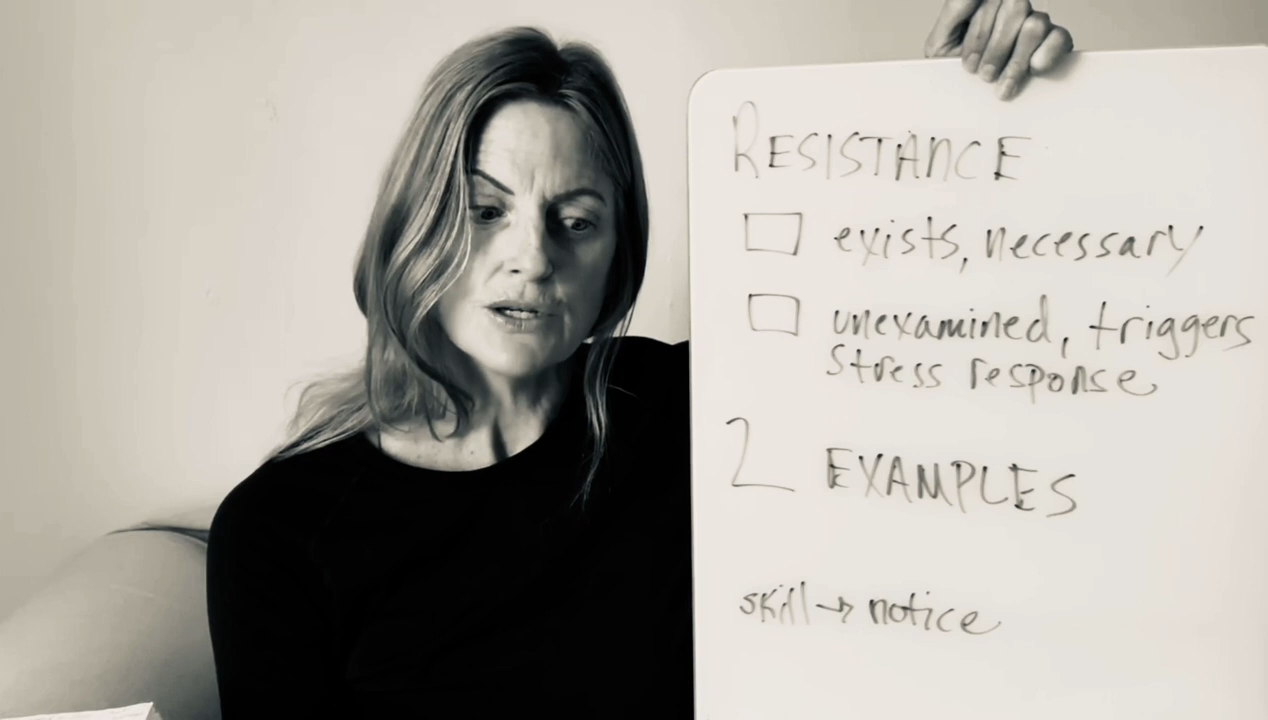 RESISTANCE
exists, necessary
unexamined, triggers
stress response
2 EXAMPLES
skill → notice